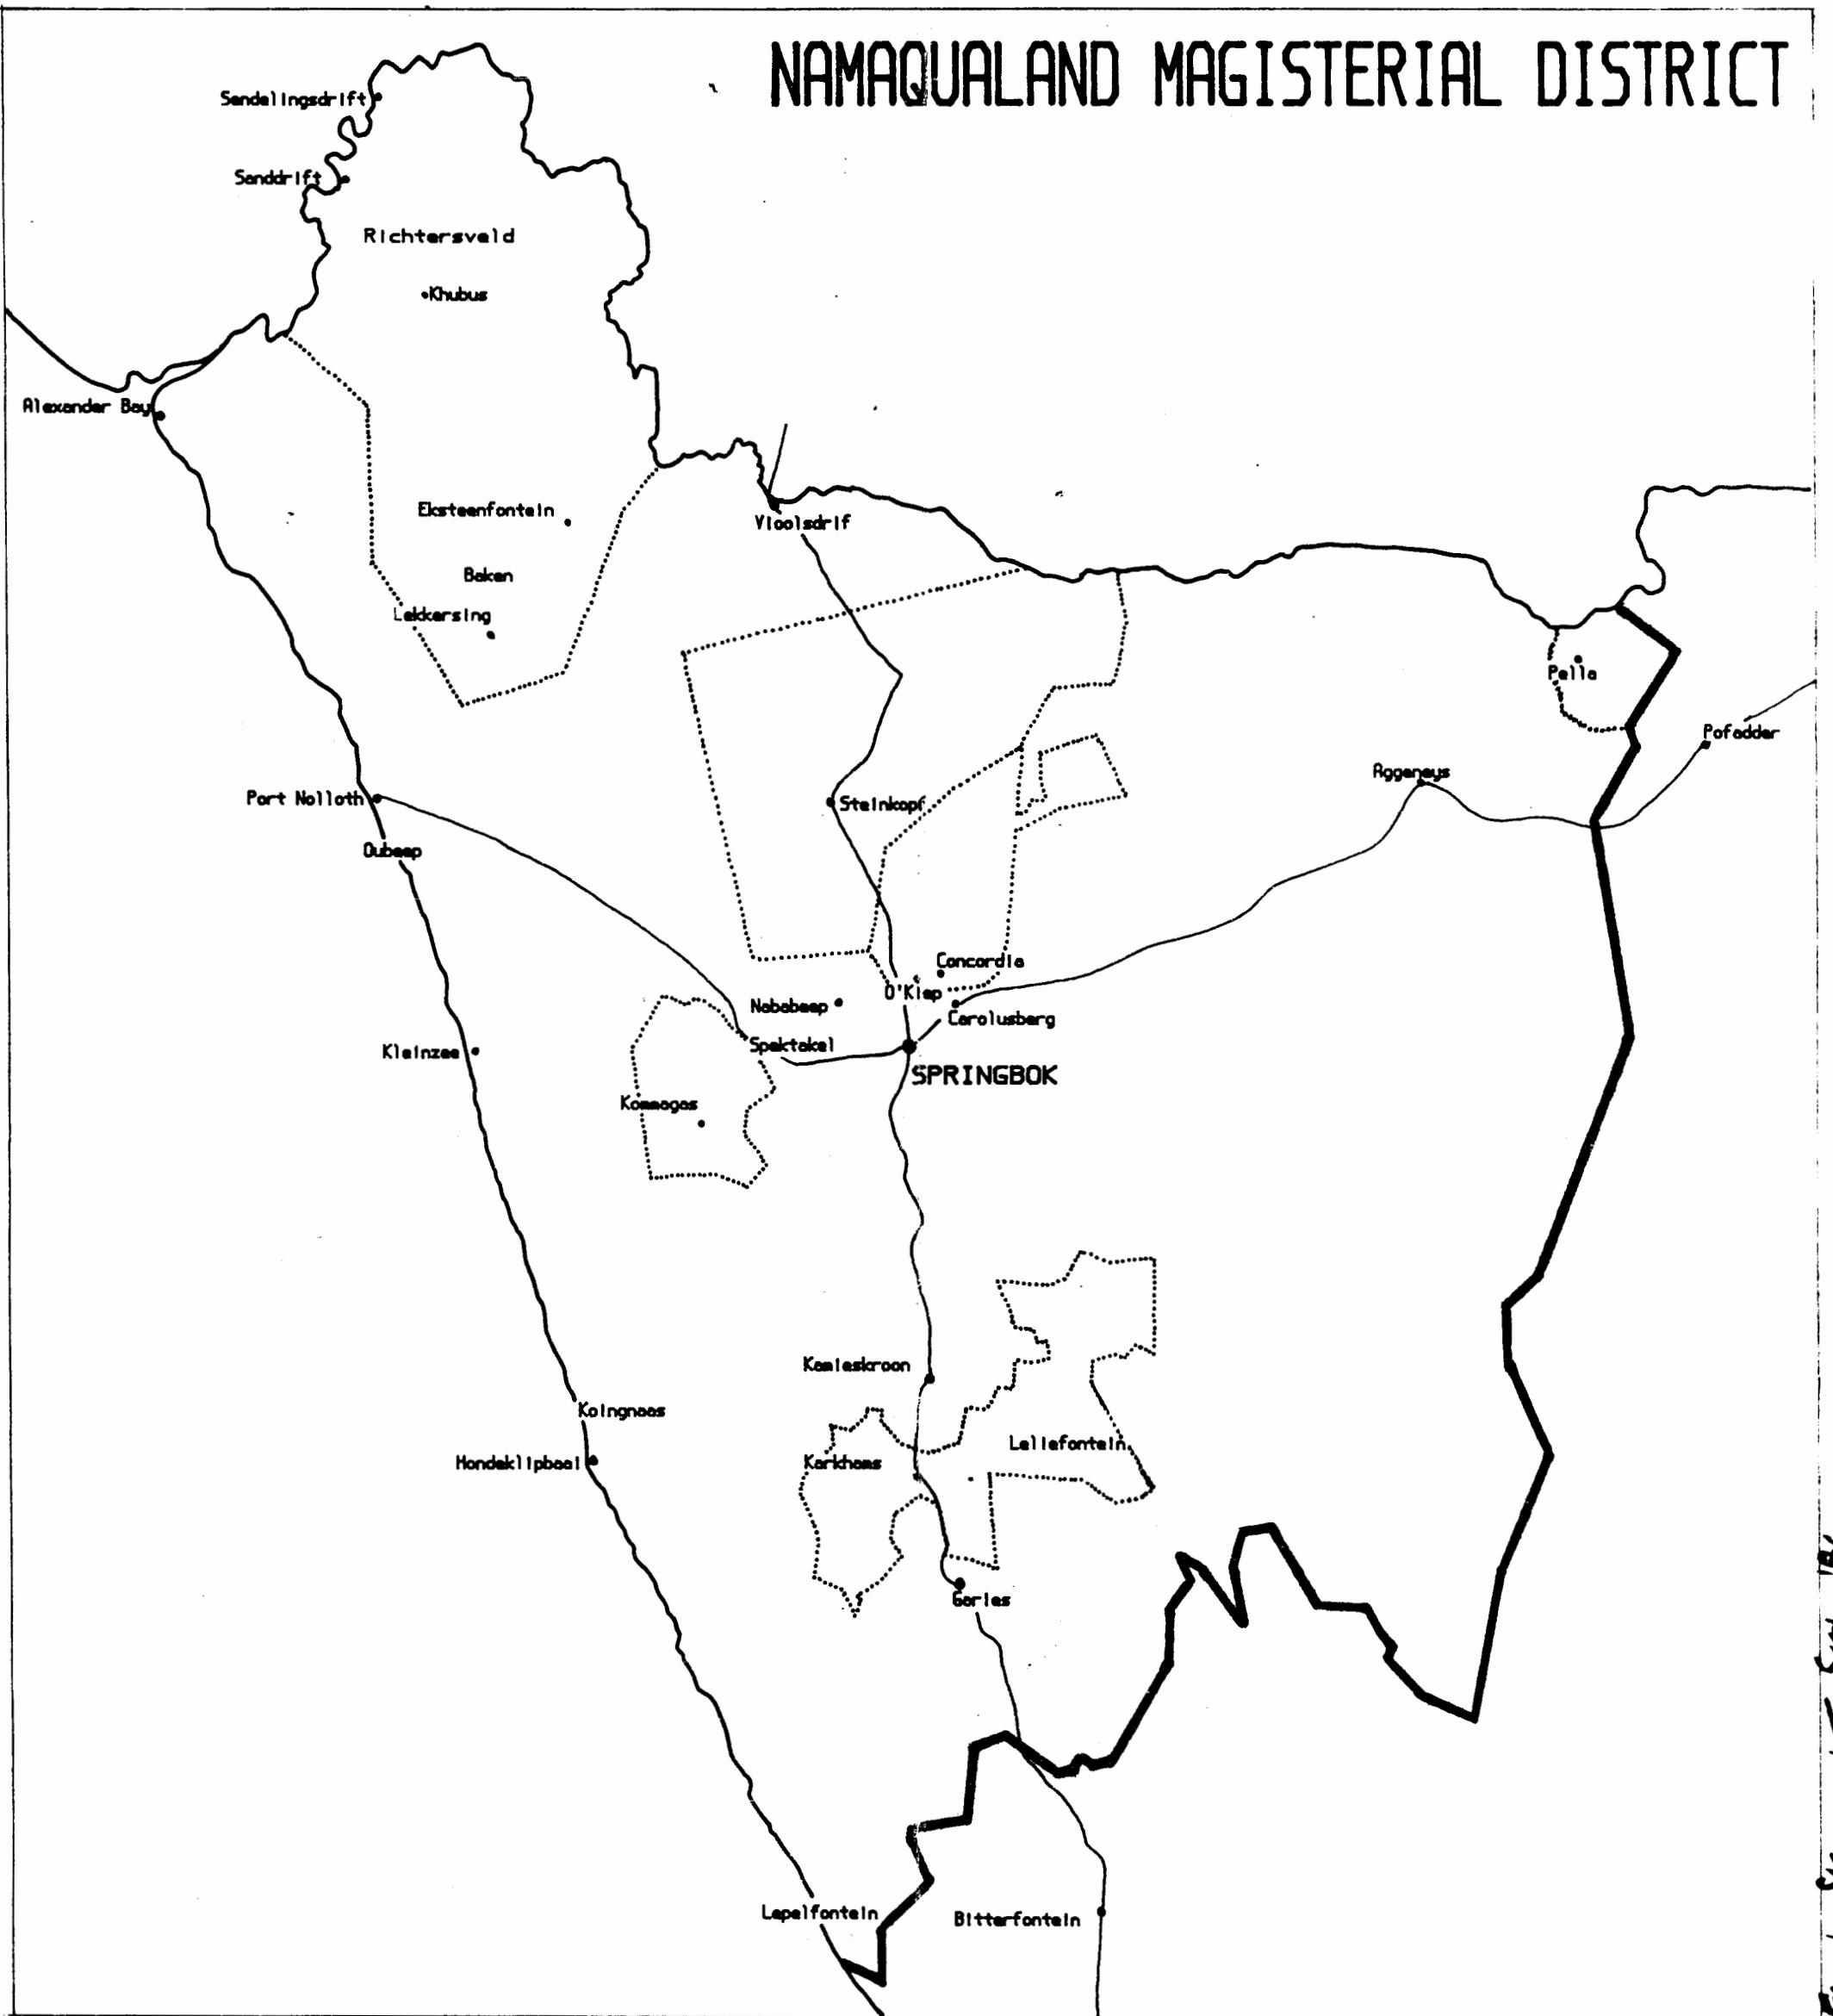 NAMAQUALAND MAGISTERIAL DISTRICT
Sendelingsdrift
Sanddrift
Richtersveld
Khubus
Alexander Bay
Eksteenfontein
Vioolsdrif
Baken
Lekkersing
Pella
Pofadder
Aggeneys
Port Nolloth
Steinkopf
Oubeep
Concordia
O'Kiep
Nababeep
Carolusberg
Spektakel
Kleinzee
SPRINGBOK
Kommagas
Kamieskroon
Koingnaas
Leliefontein
Hondeklipbaai
Karkhams
Garies
Lepelfontein
Bitterfontein